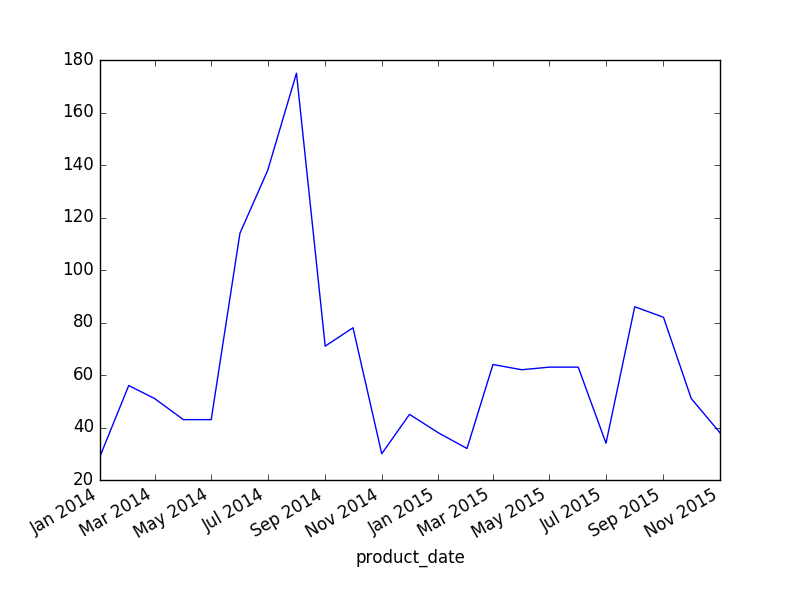 180
160
140
120
100
80
60
40
20
Jan 2014
Mar 2014
May 2014
Jul 2014
Sep 2014
Nov 2014
Jan 2015
Mar 2015
May 2015
Jul 2015
Sep 2015
Nov 2015
product_date